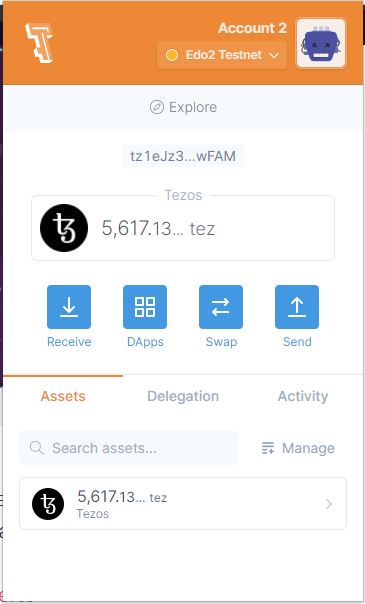 Account 2
Edo2 Testnet
Explore
tz1eJz3...wFAM
Tezos
5,617.13... tez
Receive
DApps
Swap
Send
Assets
Delegation
Activity
Search assets...
Manage
5,617.13... tez
Tezos